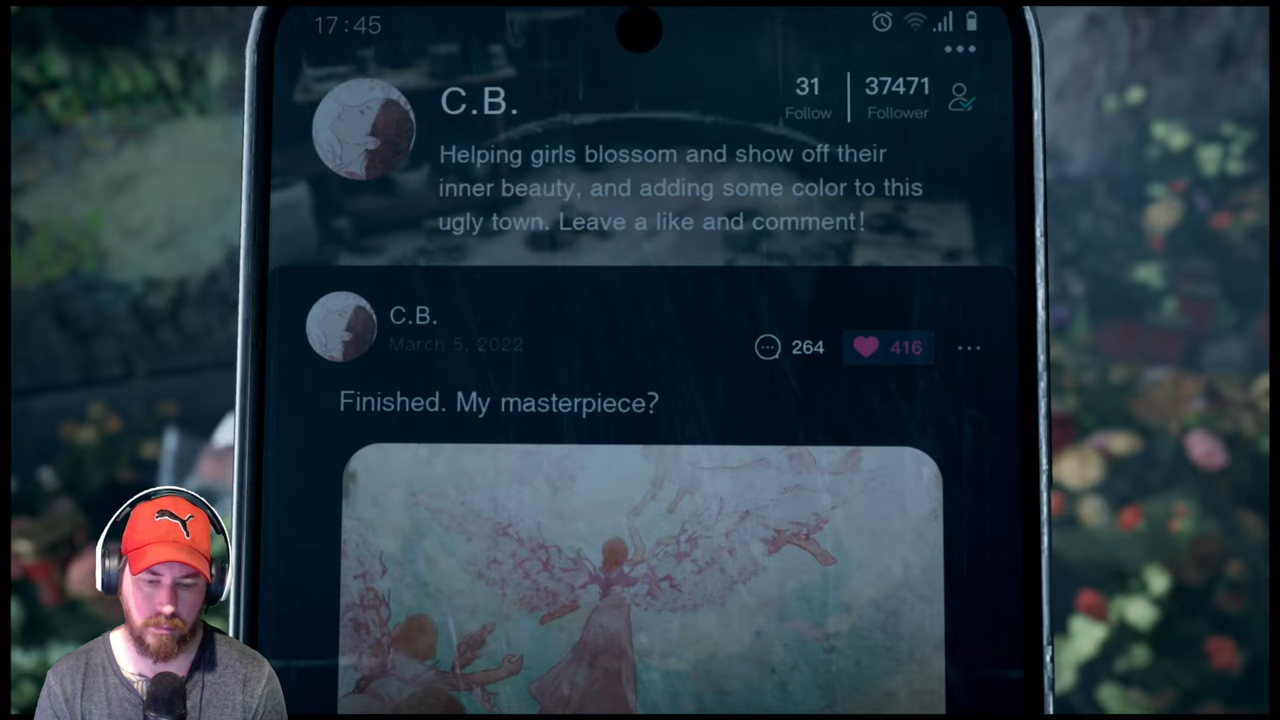 17:45
C.B.
31
Follow
37471
Follower
Helping girls blossom and show off their
inner beauty, and adding some color to this
ugly town. Leave a like and comment!
C.B.
March 5, 2022
264
416
Finished. My masterpiece?